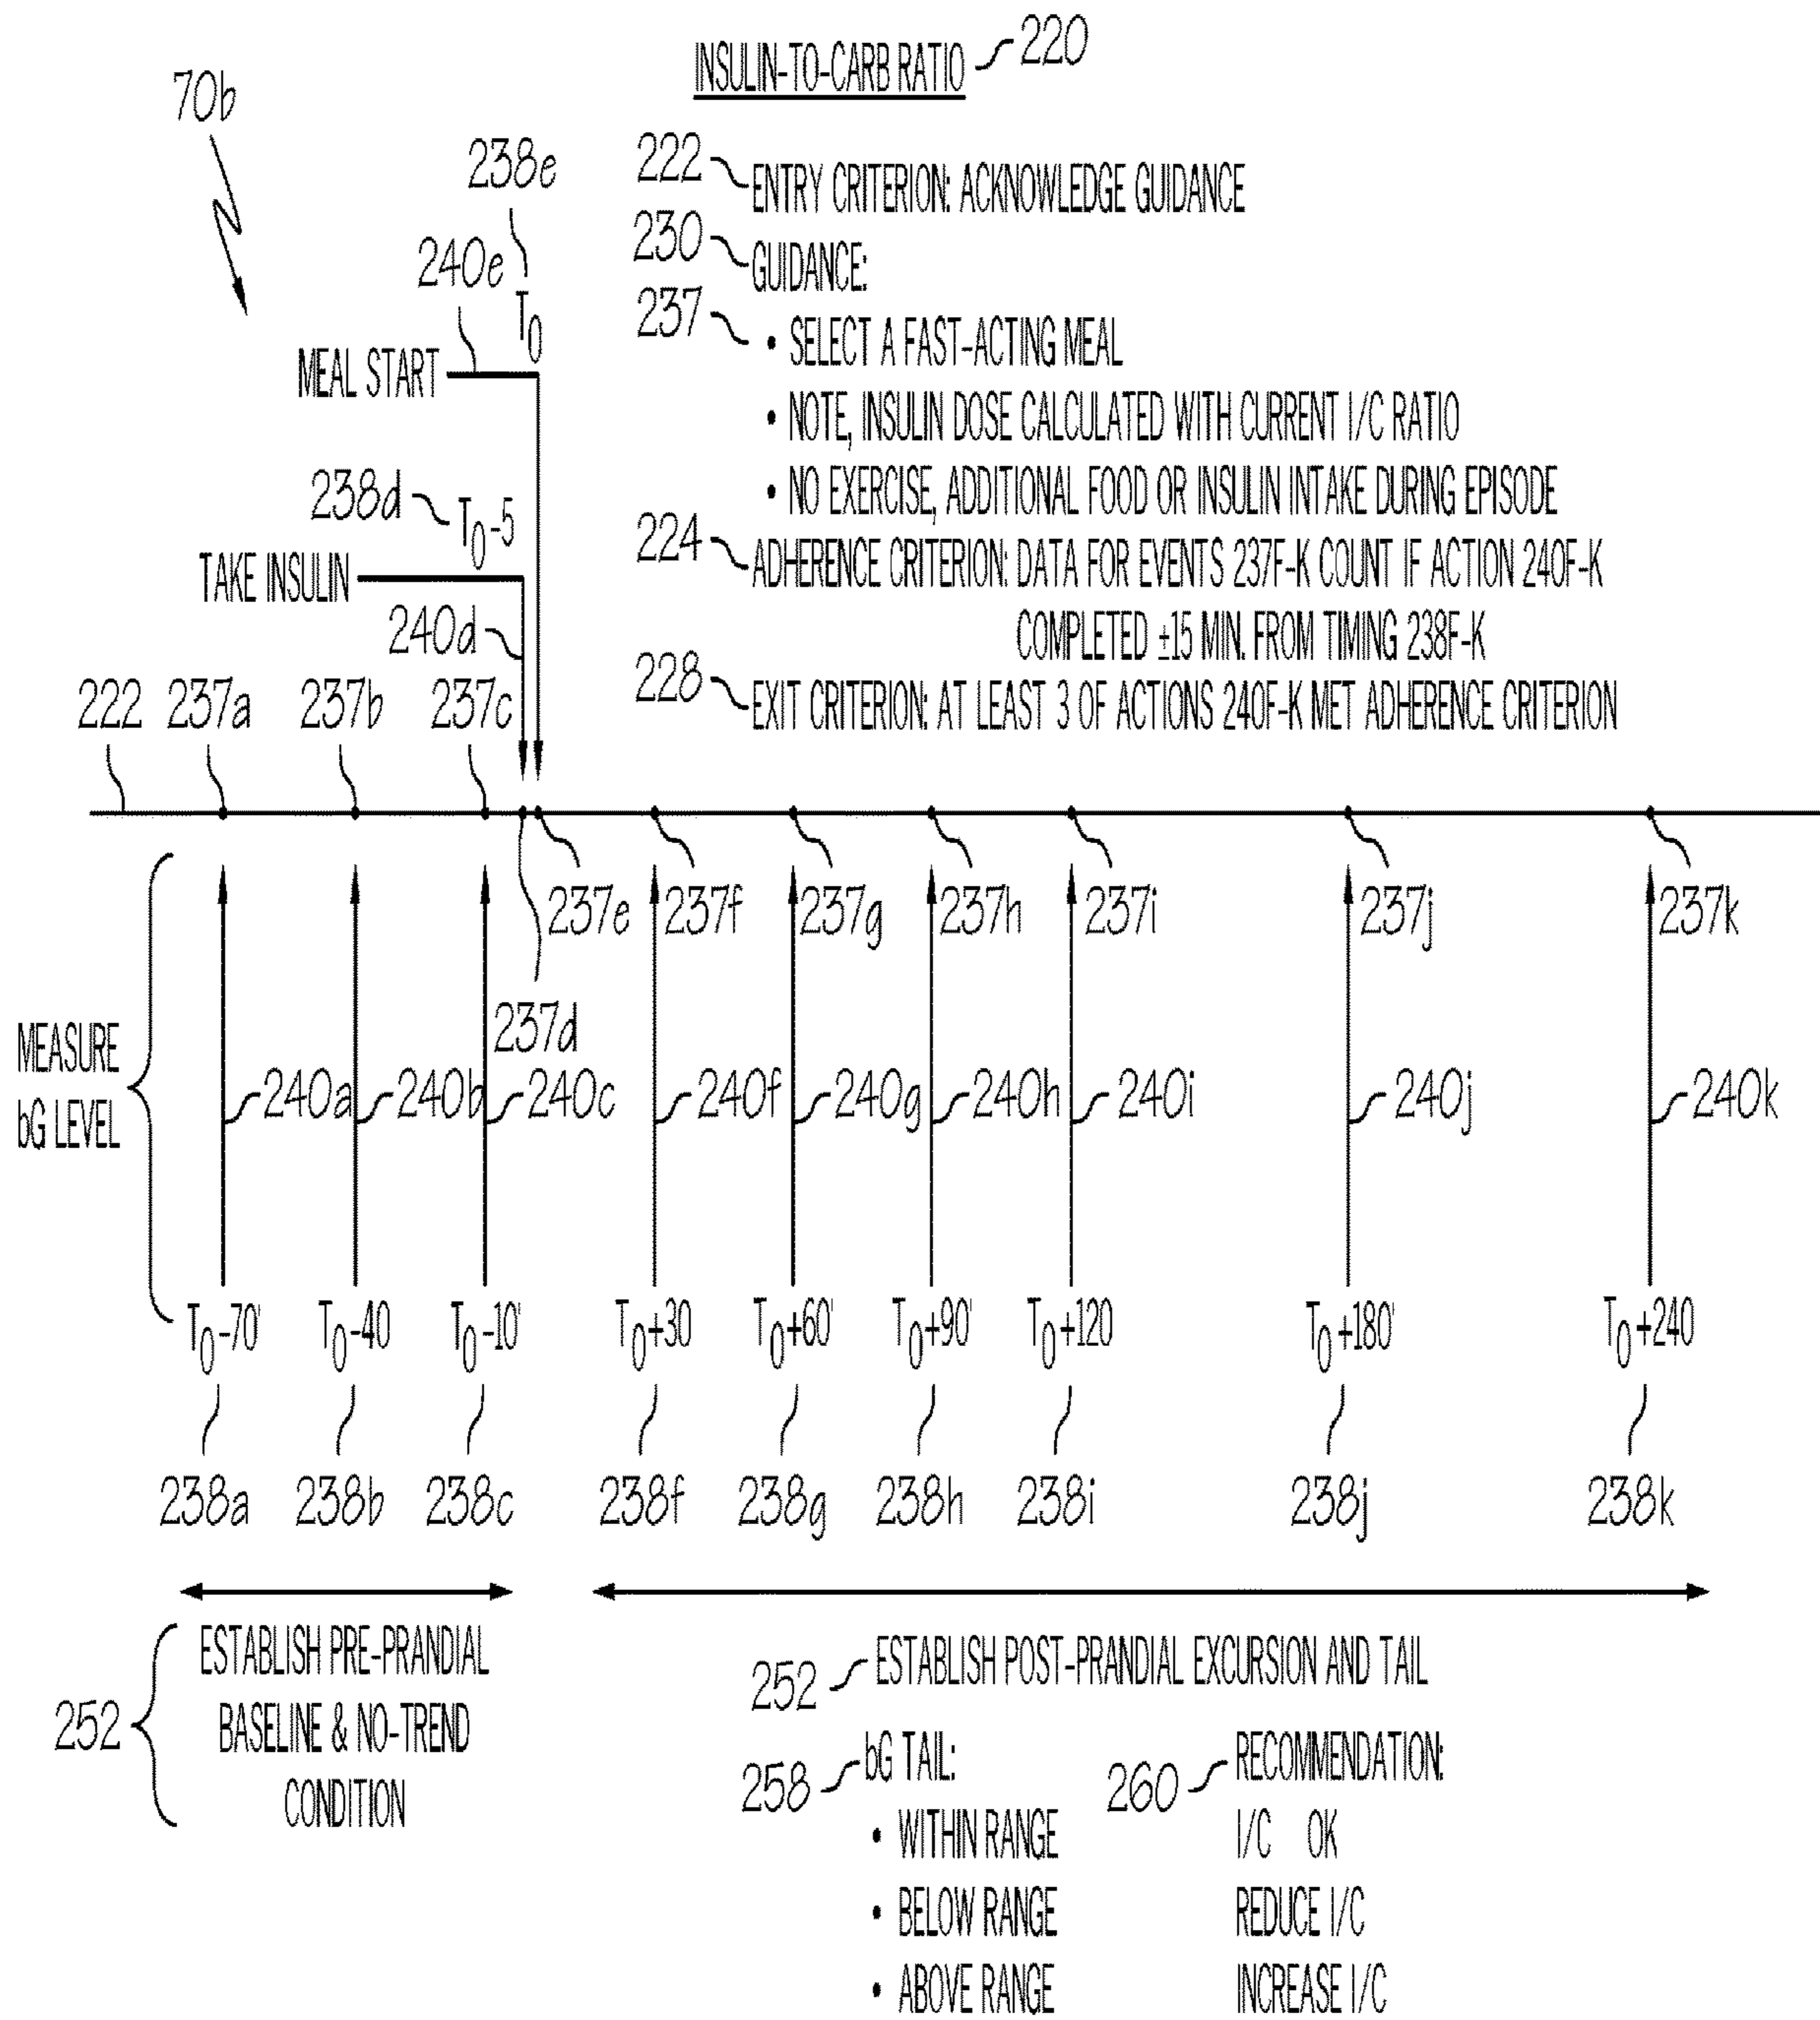 INSULIN-TO-CARB RATIO 220
70b
238e
222 ENTRY CRITERION: ACKNOWLEDGE GUIDANCE
230 GUIDANCE:
240e T0
237 • SELECT A FAST-ACTING MEAL
MEAL START
• NOTE, INSULIN DOSE CALCULATED WITH CURRENT I/C RATIO
238d T0-5
• NO EXERCISE, ADDITIONAL FOOD OR INSULIN INTAKE DURING EPISODE
TAKE INSULIN
224 ADHERENCE CRITERION: DATA FOR EVENTS 237F-K COUNT IF ACTION 240F-K
COMPLETED ±15 MIN. FROM TIMING 238F-K
240d
228 EXIT CRITERION: AT LEAST 3 OF ACTIONS 240F-K MET ADHERENCE CRITERION
222 237a 237b 237c
237e 237f 237g 237h 237i 237j 237k
237d
MEASURE
bG LEVEL
240a 240b 240c 240f 240g 240h 240i 240j 240k
T0-70' T0-40 T0-10' T0+30 T0+60' T0+90' T0+120 T0+180' T0+240
238a 238b 238c 238f 238g 238h 238i 238j 238k
252 ESTABLISH PRE-PRANDIAL
BASELINE & NO-TREND
CONDITION
252 ESTABLISH POST-PRANDIAL EXCURSION AND TAIL
258 bG TAIL: 260 RECOMMENDATION:
• WITHIN RANGE I/C OK
• BELOW RANGE REDUCE I/C
• ABOVE RANGE INCREASE I/C